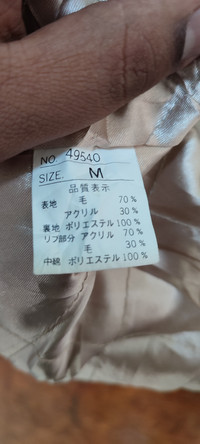 NO. 49540
SIZE. M
品質表示
表地 毛 70%
アクリル 30%
裏地 ポリエステル 100%
リブ部分 アクリル 70%
毛 30%
中綿 ポリエステル 100%